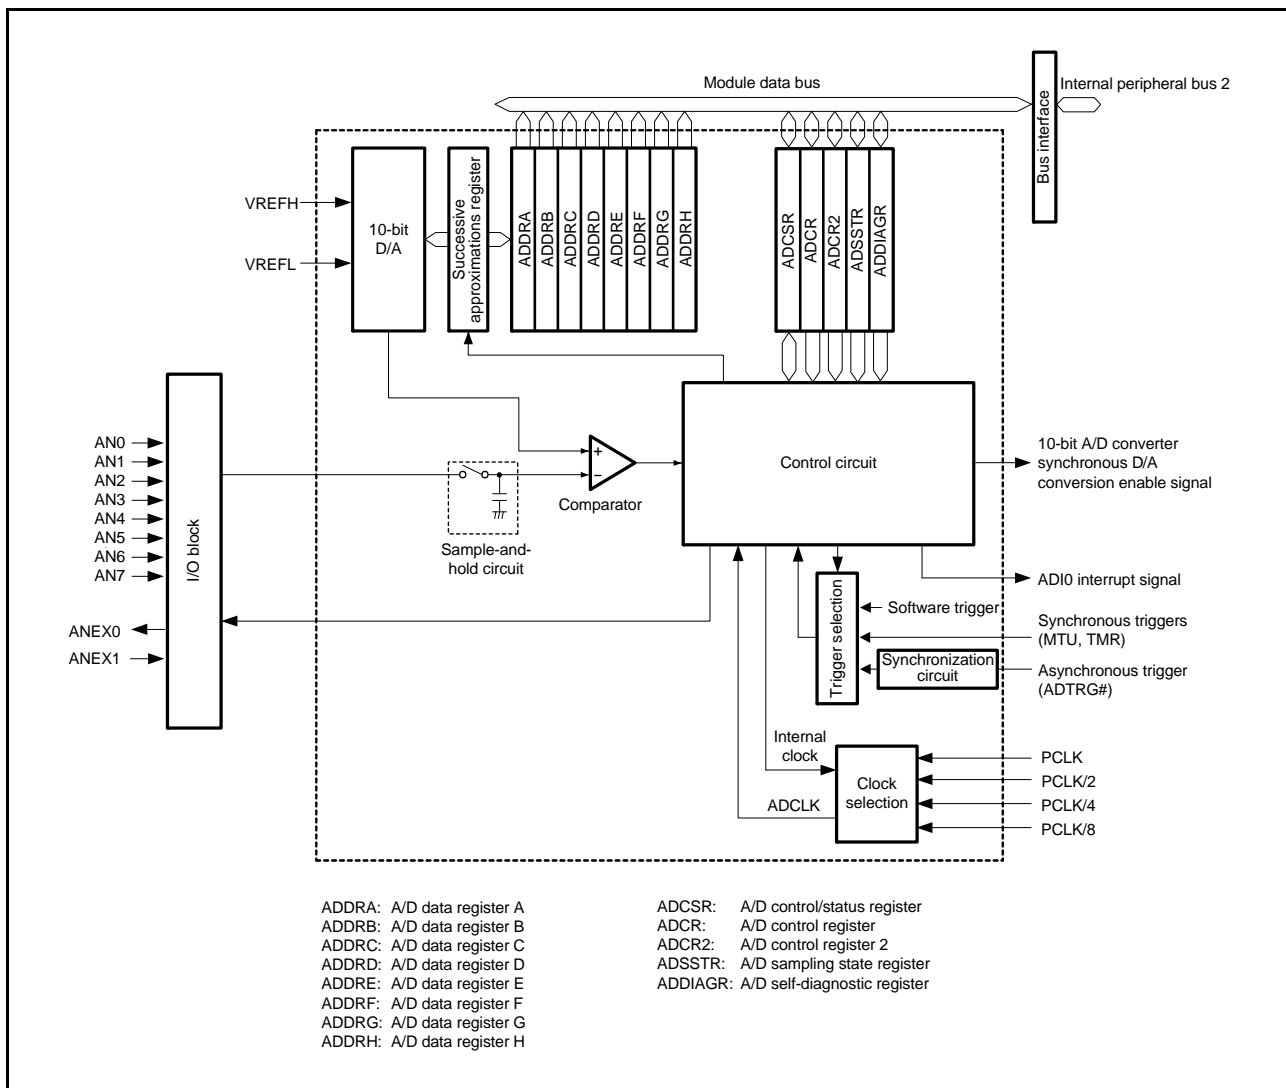 Module data bus
Internal peripheral bus 2
Bus interface
VREFH
VREFL
10-bit
D/A
Successive
approximations register
ADDRA
ADDRB
ADDRC
ADDRD
ADDRE
ADDRF
ADDRG
ADDRH
ADCSR
ADCR
ADCR2
ADSSTR
ADDIAGR
AN0
AN1
AN2
AN3
AN4
AN5
AN6
AN7
ANEX0
ANEX1
I/O block
Sample-and-
hold circuit
+
−
Comparator
Control circuit
10-bit A/D converter
synchronous D/A
conversion enable signal
ADI0 interrupt signal
Trigger selection
Software trigger
Synchronous triggers
(MTU, TMR)
Synchronization
circuit
Asynchronous trigger
(ADTRG#)
Internal
clock
ADCLK
Clock
selection
PCLK
PCLK/2
PCLK/4
PCLK/8
ADDRA: A/D data register A
ADDRB: A/D data register B
ADDRC: A/D data register C
ADDRD: A/D data register D
ADDRE: A/D data register E
ADDRF: A/D data register F
ADDRG: A/D data register G
ADDRH: A/D data register H
ADCSR: A/D control/status register
ADCR: A/D control register
ADCR2: A/D control register 2
ADSSTR: A/D sampling state register
ADDIAGR: A/D self-diagnostic register